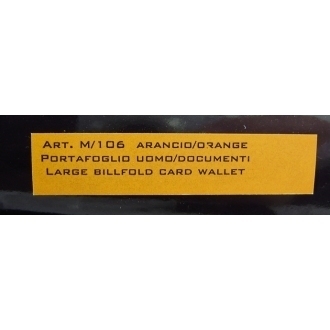 ART. M/106 ARANCIO/ORANGE
PORTAFOGLIO UOMO/DOCUMENTI
LARGE BILLFOLD CARD WALLET